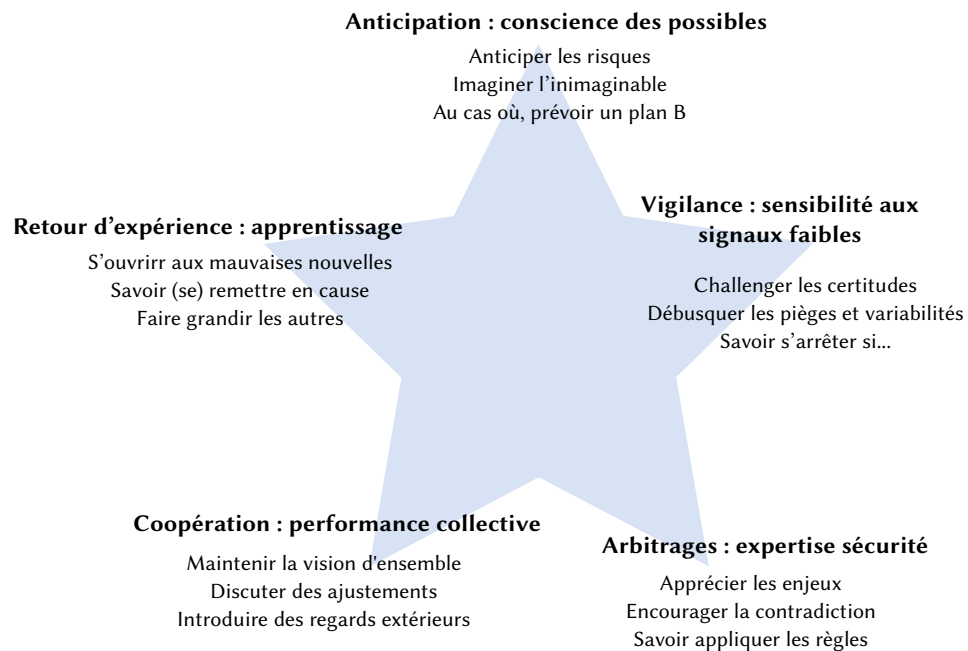 Anticipation : conscience des possibles
Anticiper les risques
Imaginer l’inimaginable
Au cas où, prévoir un plan B
Vigilance : sensibilité aux
signaux faibles
Challenger les certitudes
Débusquer les pièges et variabilités
Savoir s’arrêter si...
Retour d’expérience : apprentissage
S’ouvrirr aux mauvaises nouvelles
Savoir (se) remettre en cause
Faire grandir les autres
Coopération : performance collective
Maintenir la vision d'ensemble
Discuter des ajustements
Introduire des regards extérieurs
Arbitrages : expertise sécurité
Apprécier les enjeux
Encourager la contradiction
Savoir appliquer les règles